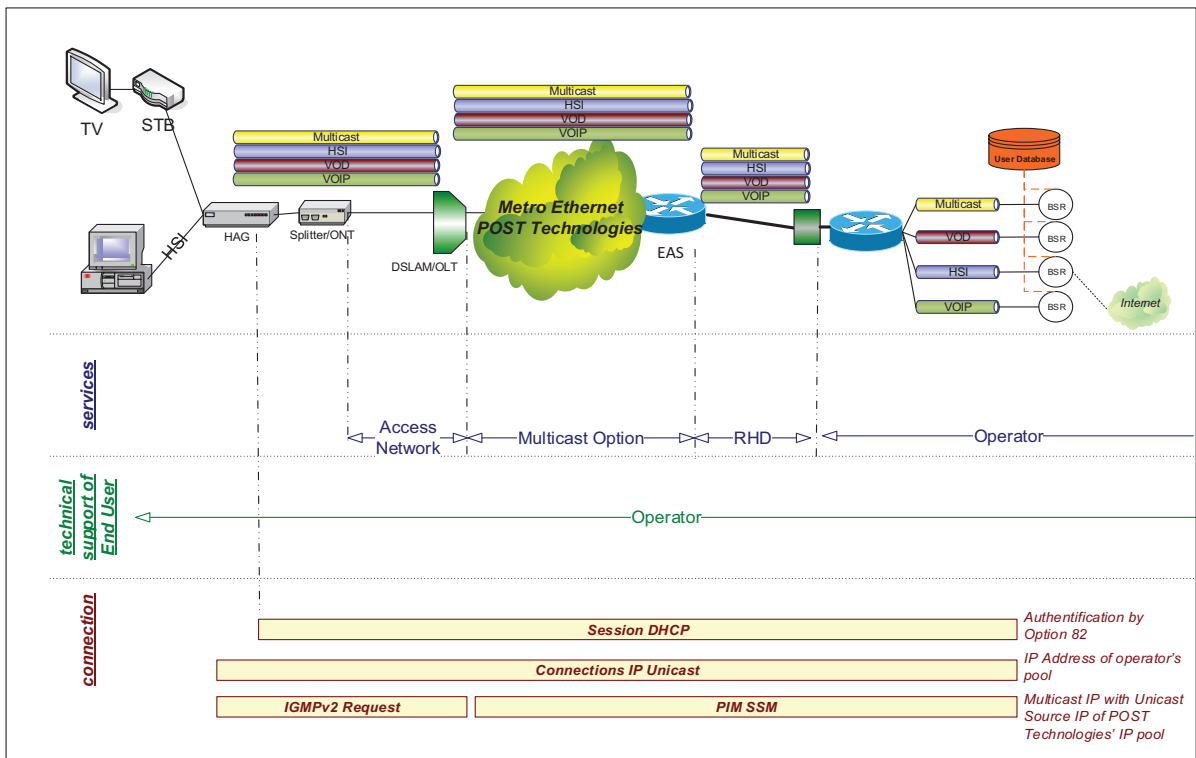 TV
STB
HSI
HAG
Splitter/ONT
Multicast
HSI
VOD
VOIP
DSLAM/OLT
Multicast
HSI
VOD
VOIP
Metro Ethernet
POST Technologies
EAS
Multicast
HSI
VOD
VOIP
User Database
Multicast
BSR
VOD
BSR
HSI
BSR
VOIP
BSR
Internet
services
Access
Network
Multicast Option
RHD
Operator
technical
support of
End User
Operator
connection
Session DHCP
Authentification by
Option 82
Connections IP Unicast
IP Address of operator's
pool
IGMPv2 Request
PIM SSM
Multicast IP with Unicast
Source IP of POST
Technologies' IP pool